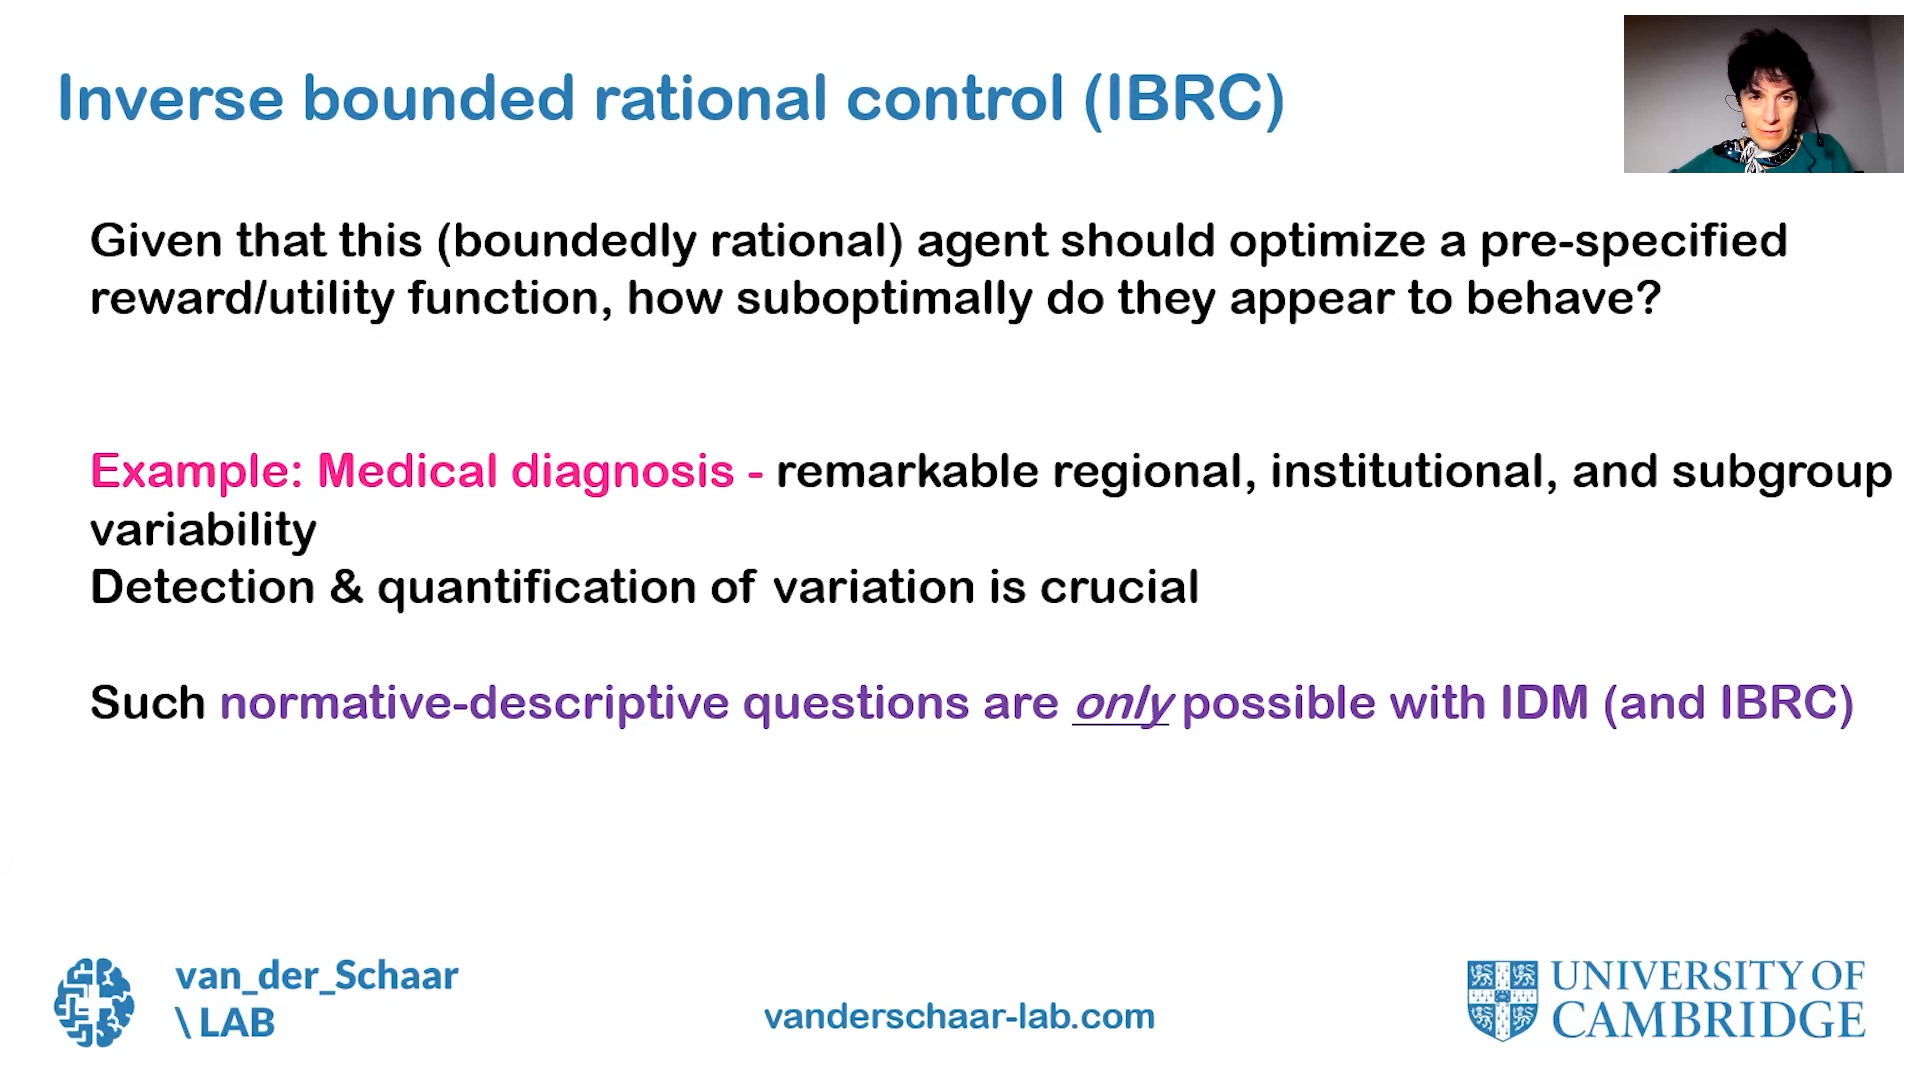 Inverse bounded rational control (IBRC)
Given that this (boundedly rational) agent should optimize a pre-specified
reward/utility function, how suboptimally do they appear to behave?
Example: Medical diagnosis - remarkable regional, institutional, and subgroup
variability
Detection & quantification of variation is crucial
Such normative-descriptive questions are only possible with IDM (and IBRC)
van_der_Schaar
\ LAB
vanderschaar-lab.com
UNIVERSITY OF
CAMBRIDGE